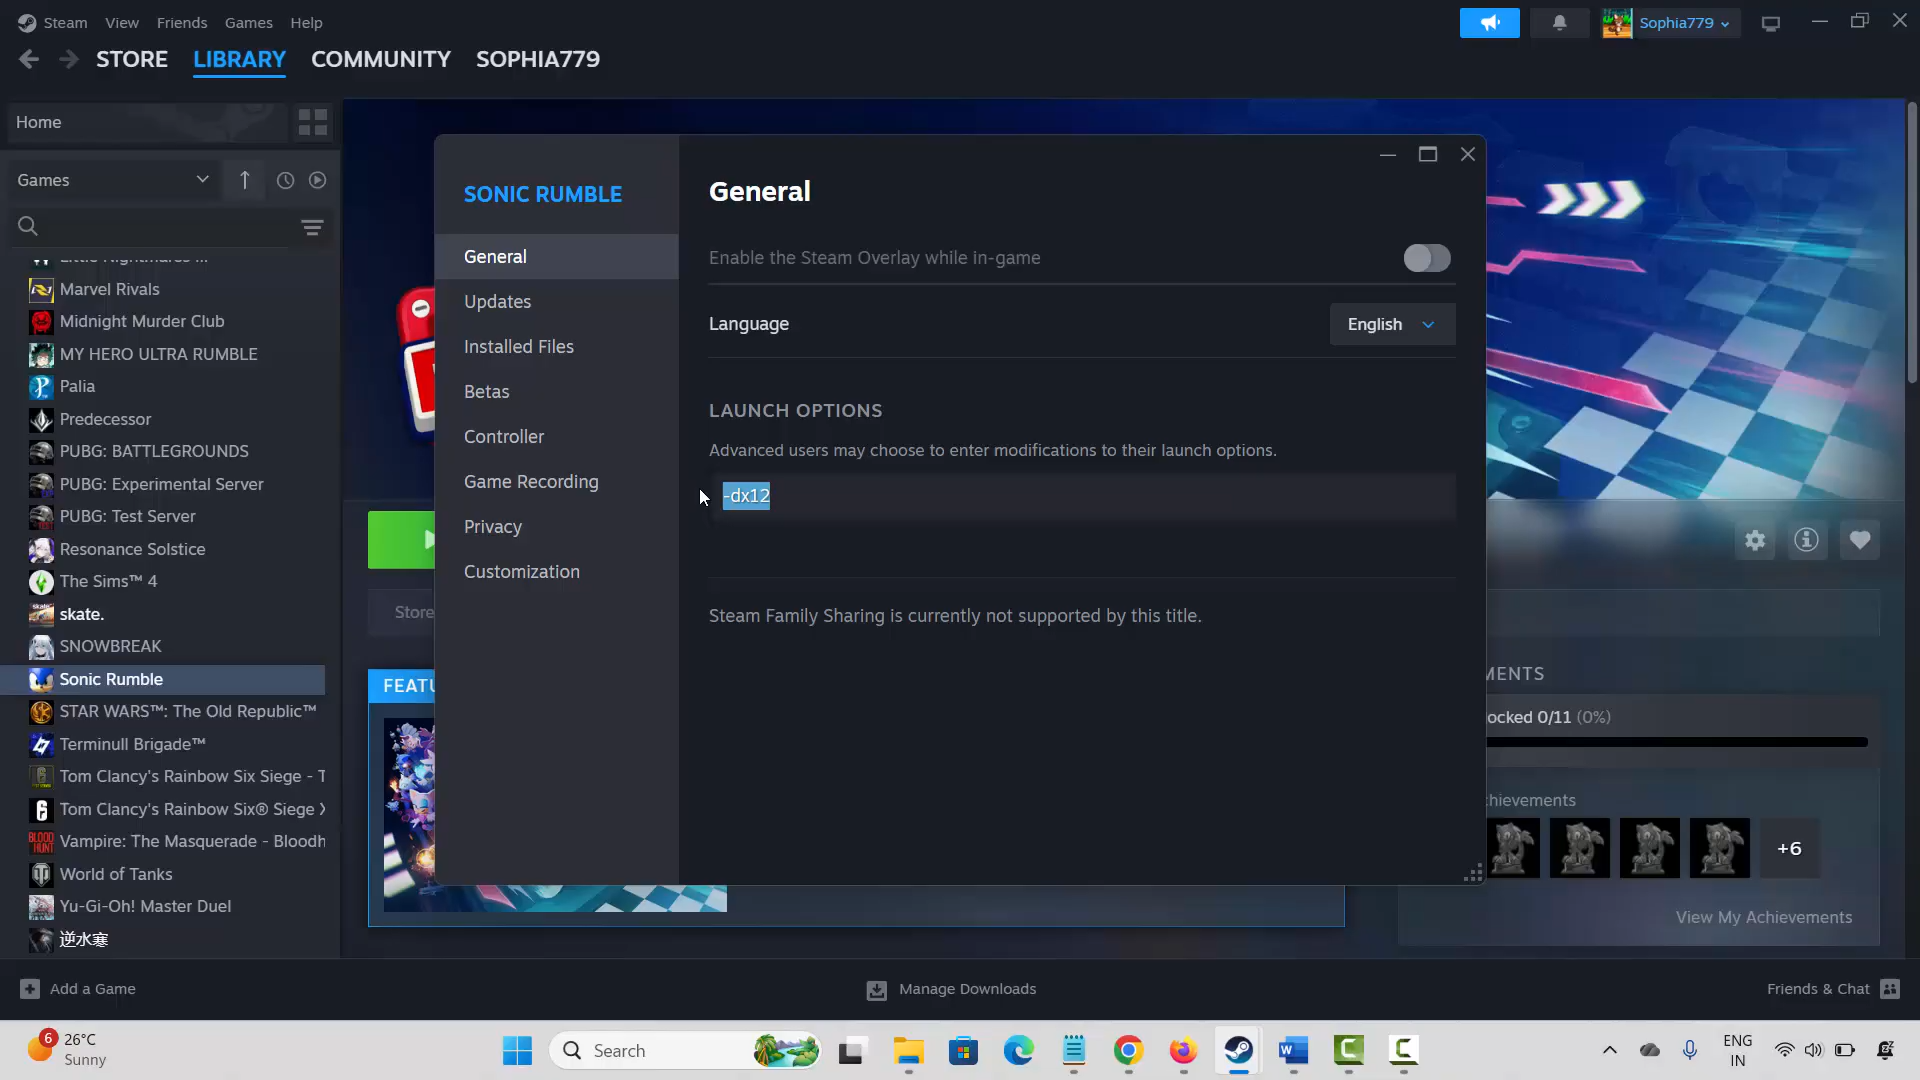 Steam View Friends Games Help
Sophia779
STORE LIBRARY COMMUNITY SOPHIA779
Home
Games
Marvel Rivals
Midnight Murder Club
MY HERO ULTRA RUMBLE
Palia
Predecessor
PUBG: BATTLEGROUNDS
PUBG: Experimental Server
PUBG: Test Server
Resonance Solstice
The Sims™ 4
skate.
SNOWBREAK
Sonic Rumble
STAR WARS™: The Old Republic™
Terminull Brigade™
Tom Clancy's Rainbow Six Siege - T
Tom Clancy's Rainbow Six® Siege X
Vampire: The Masquerade - Bloodh
World of Tanks
Yu-Gi-Oh! Master Duel
逆水寒
SONIC RUMBLE
General
Updates
Installed Files
Betas
Controller
Game Recording
Privacy
Customization
General
Enable the Steam Overlay while in-game
Language
English
LAUNCH OPTIONS
Advanced users may choose to enter modifications to their launch options.
-dx12
Steam Family Sharing is currently not supported by this title.
Store
FEATU
MENTS
ocked 0/11 (0%)
chievements
+6
View My Achievements
Add a Game
Manage Downloads
Friends & Chat
6
26°C
Sunny
Search
ENG
IN